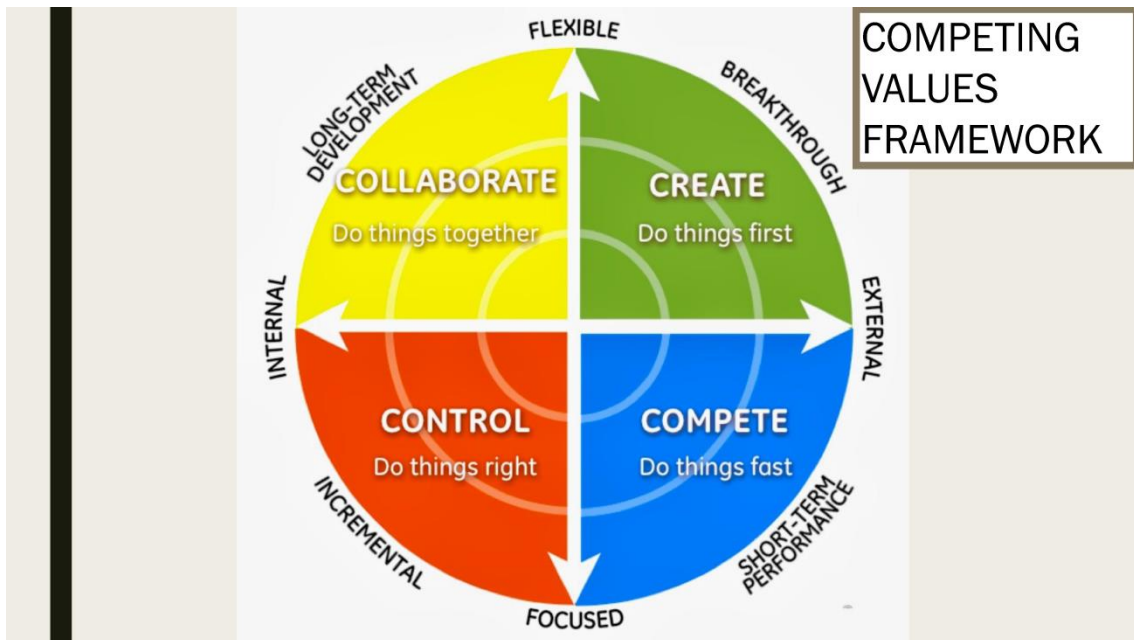 COMPETING
VALUES
FRAMEWORK
FLEXIBLE
LONG-TERM
DEVELOPMENT
BREAKTHROUGH
COLLABORATE
Do things together
CREATE
Do things first
INTERNAL
EXTERNAL
CONTROL
Do things right
COMPETE
Do things fast
INCREMENTAL
SHORT-TERM
PERFORMANCE
FOCUSED